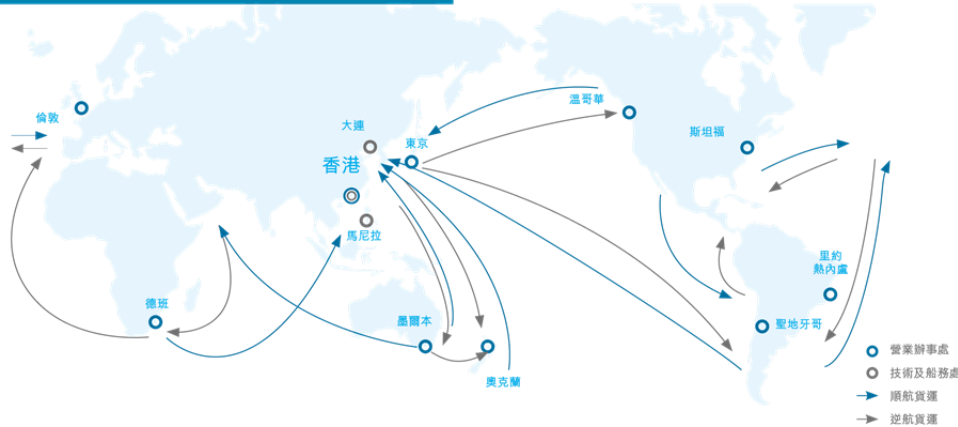 溫哥華
倫敦
大連
斯坦福
東京
香港
馬尼拉
里約
熱內盧
德班
墨爾本
聖地牙哥
營業辦事處
技術及船務處
奧克蘭
順航貨運
逆航貨運